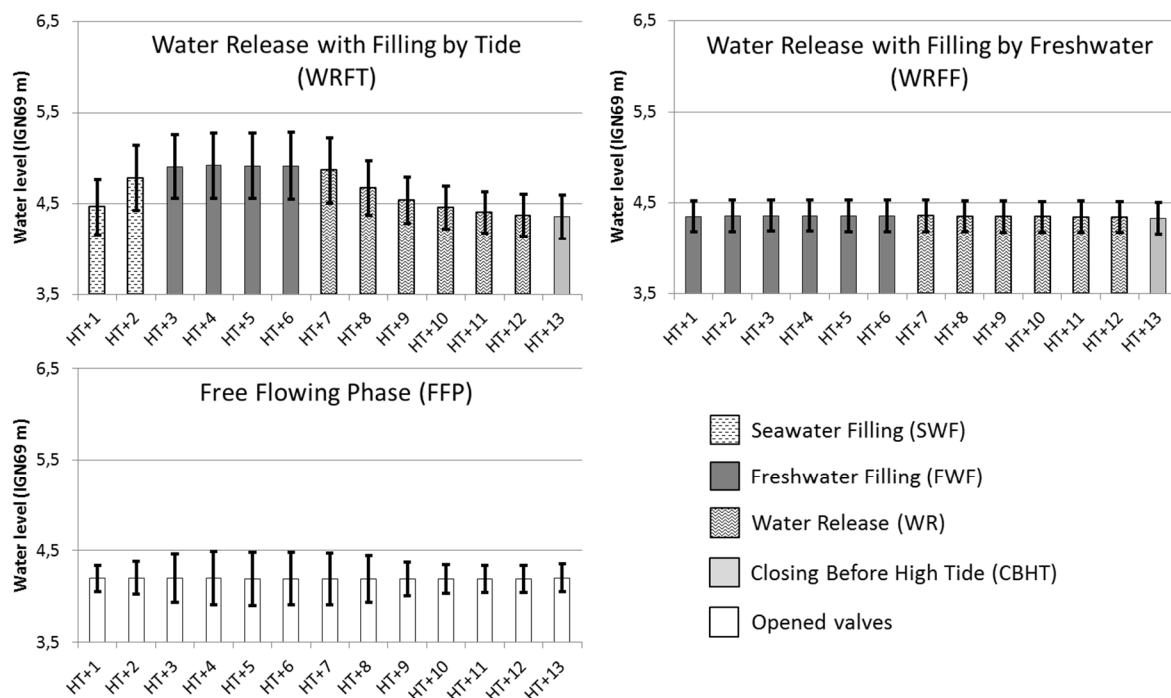 6,5
5,5
4,5
3,5
Water level (IGN69 m)
Water Release with Filling by Tide
(WRFT)
HT+1 HT+2 HT+3 HT+4 HT+5 HT+6 HT+7 HT+8 HT+9 HT+10 HT+11 HT+12 HT+13
6,5
5,5
4,5
3,5
Water level (IGN69 m)
Water Release with Filling by Freshwater
(WRFF)
HT+1 HT+2 HT+3 HT+4 HT+5 HT+6 HT+7 HT+8 HT+9 HT+10 HT+11 HT+12 HT+13
6,5
5,5
4,5
3,5
Water level (IGN69 m)
Free Flowing Phase (FFP)
HT+1 HT+2 HT+3 HT+4 HT+5 HT+6 HT+7 HT+8 HT+9 HT+10 HT+11 HT+12 HT+13
Seawater Filling (SWF)
Freshwater Filling (FWF)
Water Release (WR)
Closing Before High Tide (CBHT)
Opened valves